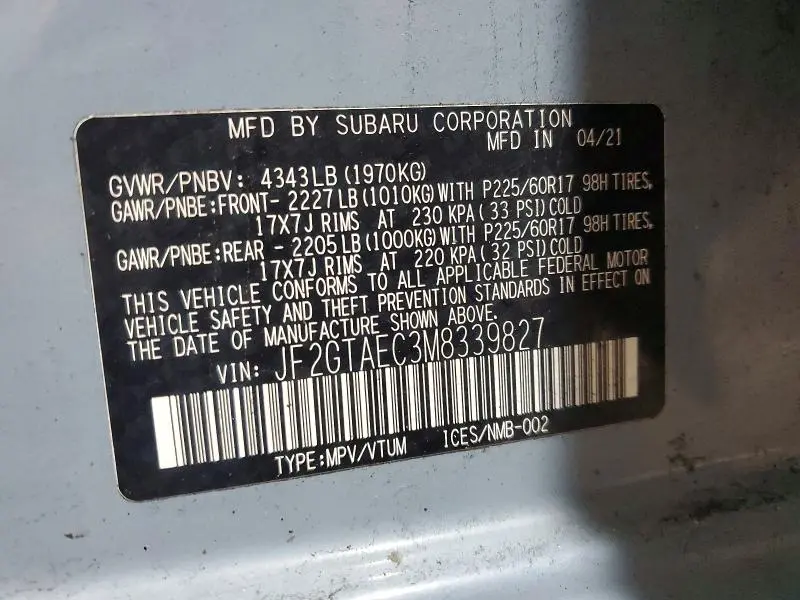 MFD BY SUBARU CORPORATION
MFD IN 04/21
GVWR/PNBV: 4343LB (1970KG)
GAWR/PNBE:FRONT- 2227LB(1010KG)WITH P225/60R17 98H TIRES,
17X7J RIMS AT 230 KPA( 33 PSI)COLD
GAWR/PNBE:REAR - 2205LB(1000KG)WITH P225/60R17 98H TIRES,
17X7J RIMS AT 220 KPA( 32 PSI)COLD
THIS VEHICLE CONFORMS TO ALL APPLICABLE FEDERAL MOTOR
VEHICLE SAFETY AND THEFT PREVENTION STANDARDS IN EFFECT ON
THE DATE OF MANUFACTURE SHOWN ABOVE.
VIN: JF2GTAEC3M8339827
TYPE:MPV/VTUM ICES/NMB-002